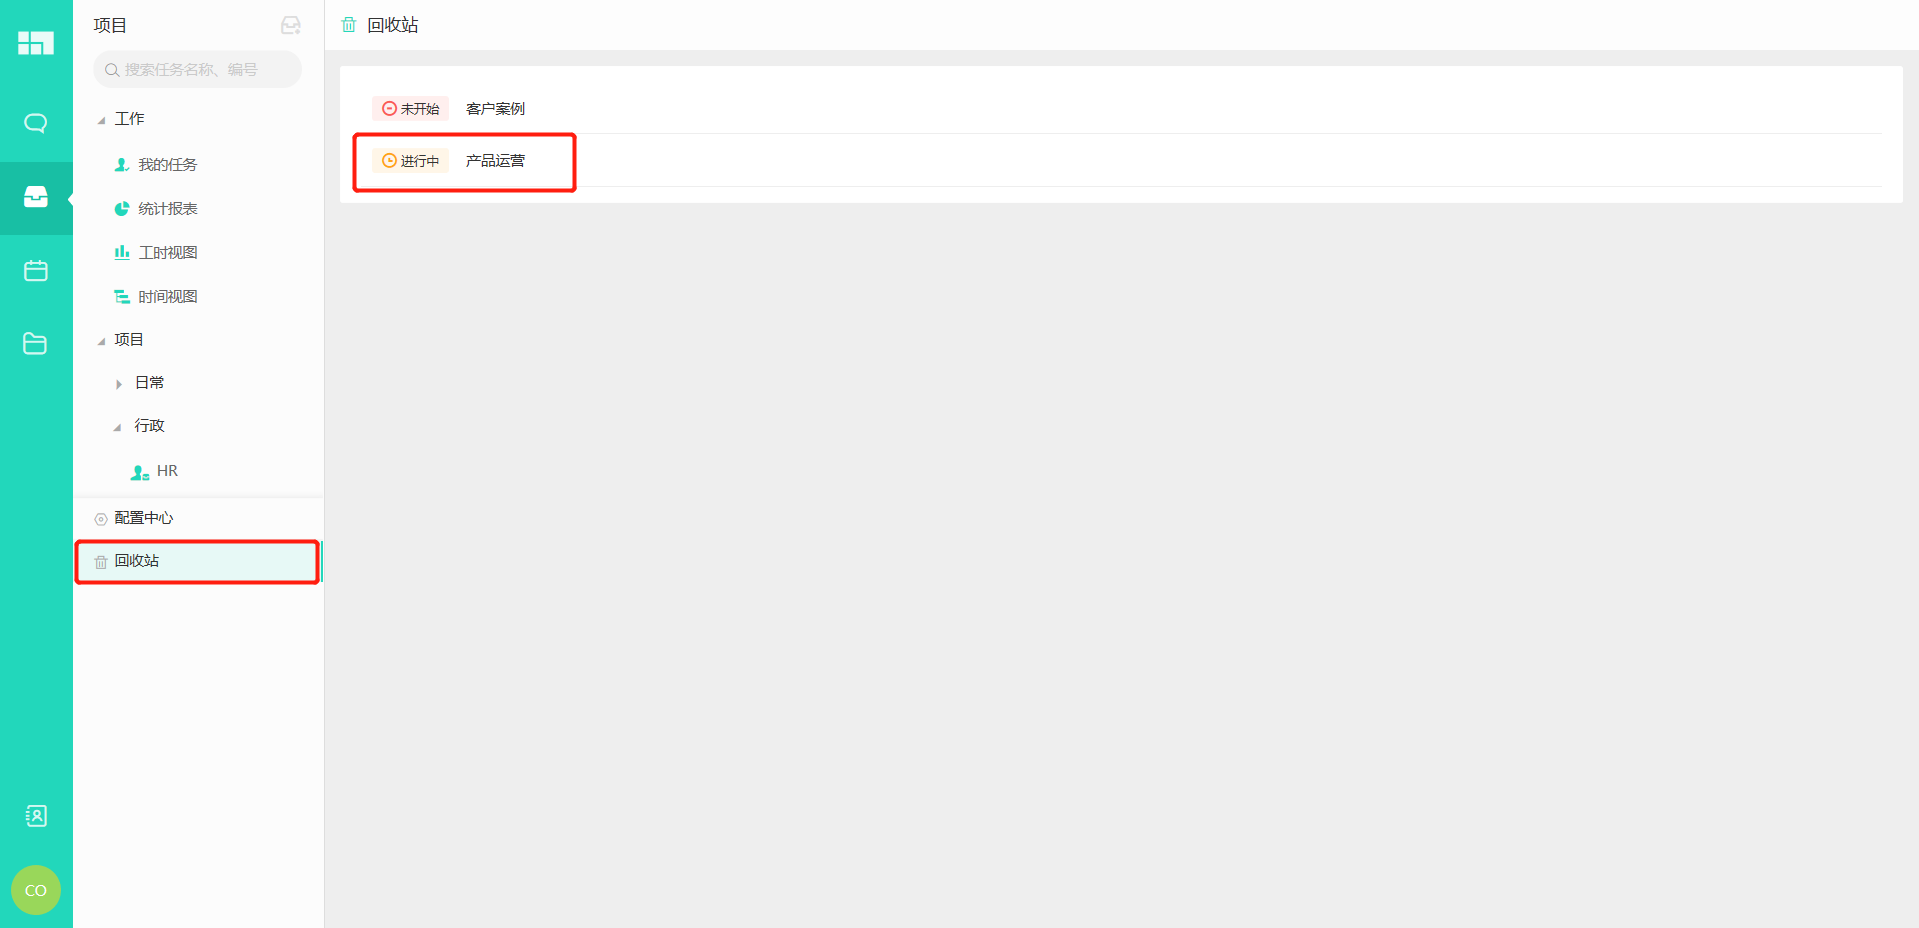 项目
搜索任务名称、编号
工作
我的任务
统计报表
工时视图
时间视图
项目
日常
行政
HR
配置中心
回收站
CO
回收站
未开始 客户案例
进行中 产品运营